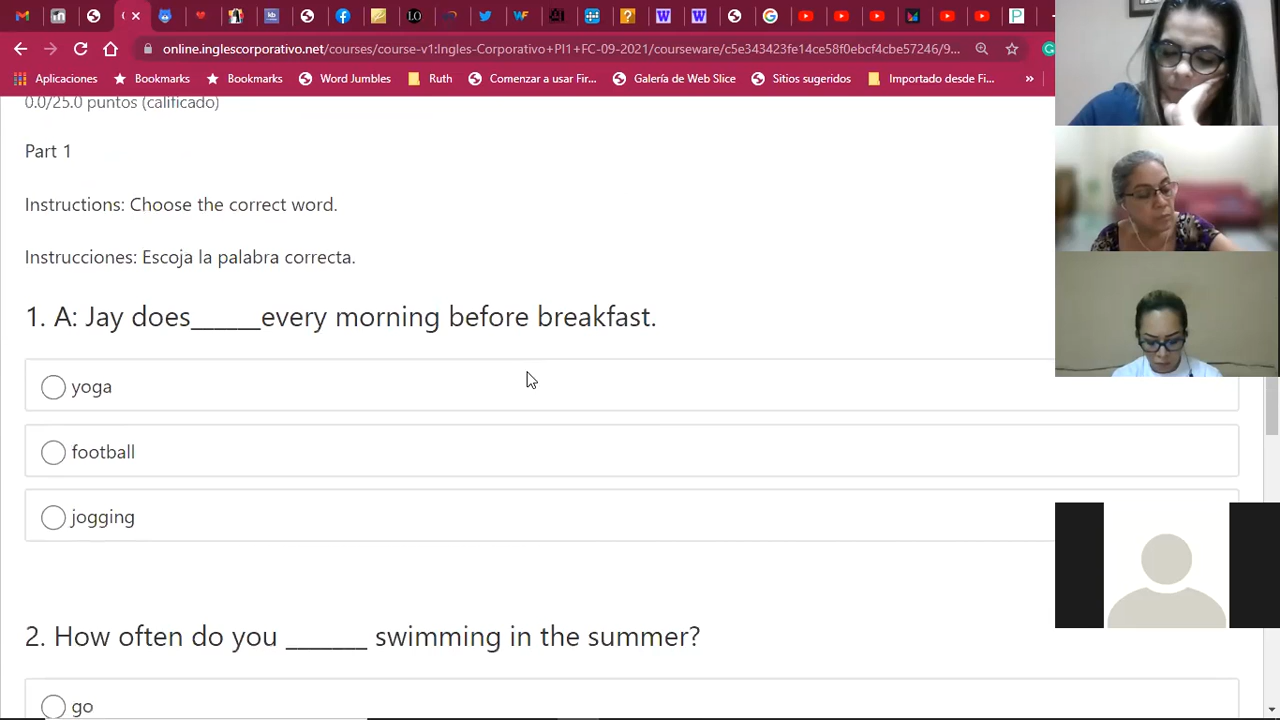 online.inglescorporativo.net/courses/course-v1:Ingles-Corporativo+PI1+FC-09-2021/courseware/c5e343423fe14ce58f0ebcf4cbe57246/9...
Aplicaciones Bookmarks Bookmarks Word Jumbles Ruth Comenzar a usar Fir... Galería de Web Slice Sitios sugeridos Importado desde Fi... »
0.0/25.0 puntos (calificado)
Part 1
Instructions: Choose the correct word.
Instrucciones: Escoja la palabra correcta.
1. A: Jay does______every morning before breakfast.
yoga
football
jogging
2. How often do you _______ swimming in the summer?
go